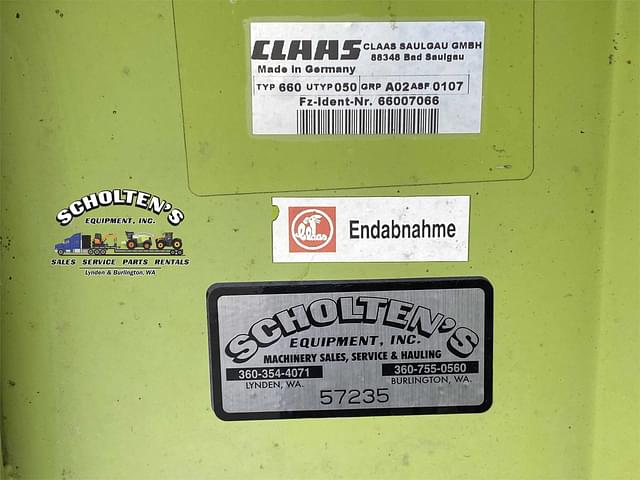 CLAAS CLAAS SAULGAU GMBH
88348 Bad Saulgau
Made in Germany
TYP 660 UTYP 050 GRP A02 ASF 0107
Fz-Ident-Nr. 66007066
SCHOLTEN'S
EQUIPMENT, INC.
SALES SERVICE PARTS RENTALS
Lynden & Burlington, WA
Claas Endabnahme
SCHOLTEN'S
EQUIPMENT, INC.
MACHINERY SALES, SERVICE & HAULING
360-354-4071 360-755-0560
LYNDEN, WA. BURLINGTON, WA.
57235